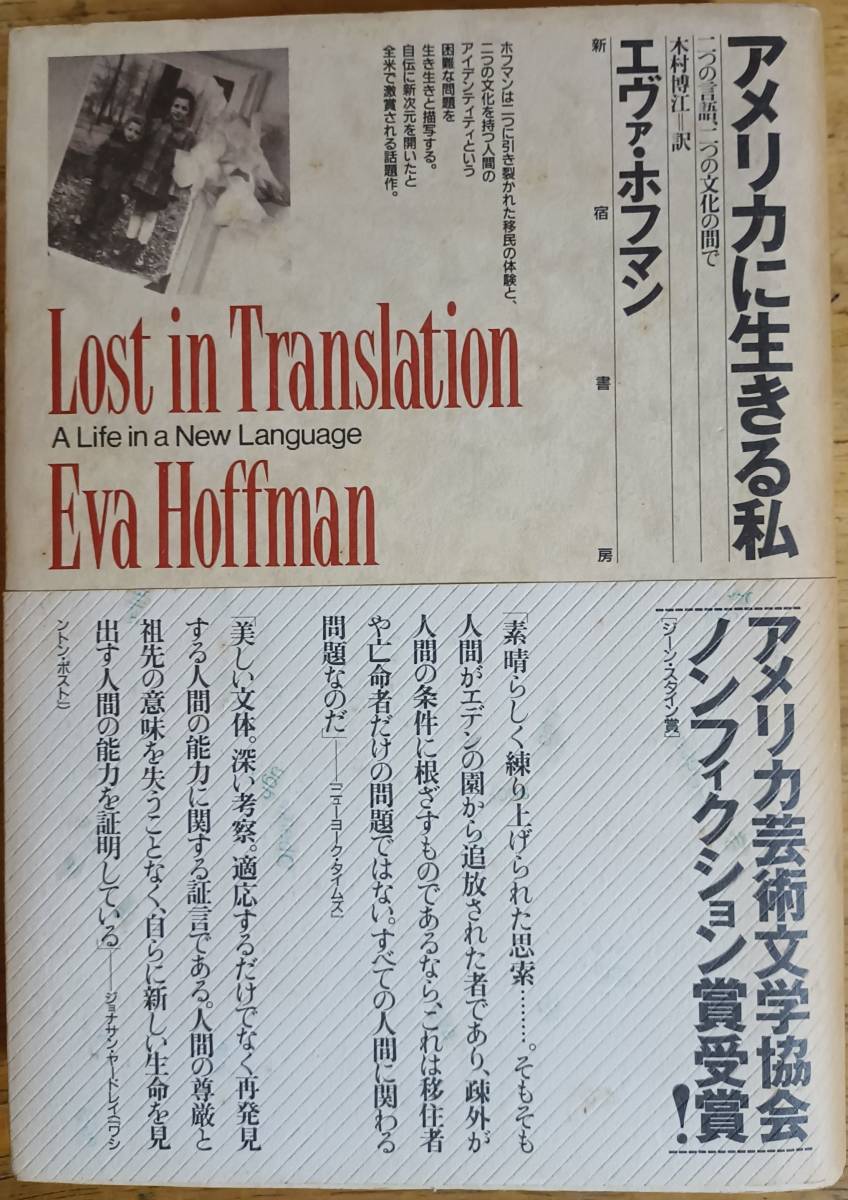 アメリカに生きる私
二つの言語、二つの文化の間で
木村博江=訳
エヴァ・ホフマン
新宿書房
ホフマンは二つに引き裂かれた移民の体験と、
二つの文化を持つ人間の
アイデンティティという
困難な問題を
生き生きと描写する。
自伝に新次元を開いたと
全米で激賞される話題作。
Lost in Translation
A Life in a New Language
Eva Hoffman
アメリカ芸術文学協会
ノンフィクション賞受賞!
[ジーン・スタイン賞]
「素晴らしく練り上げられた思索……。そもそも
人間がエデンの園から追放された者であり、疎外が
人間の条件に根ざすものであるなら、これは移住者
や亡命者だけの問題ではない。すべての人間に関わる
問題なのだ」——『ニューヨーク・タイムズ』
「美しい文体。深い考察。適応するだけでなく再発見
する人間の能力に関する証言である。人間の尊厳と
祖先の意味を失うことなく、自らに新しい生命を見
出す人間の能力を証明している」——ジョナサン・ヤードレイ(『ワシ
ントン・ポスト』)